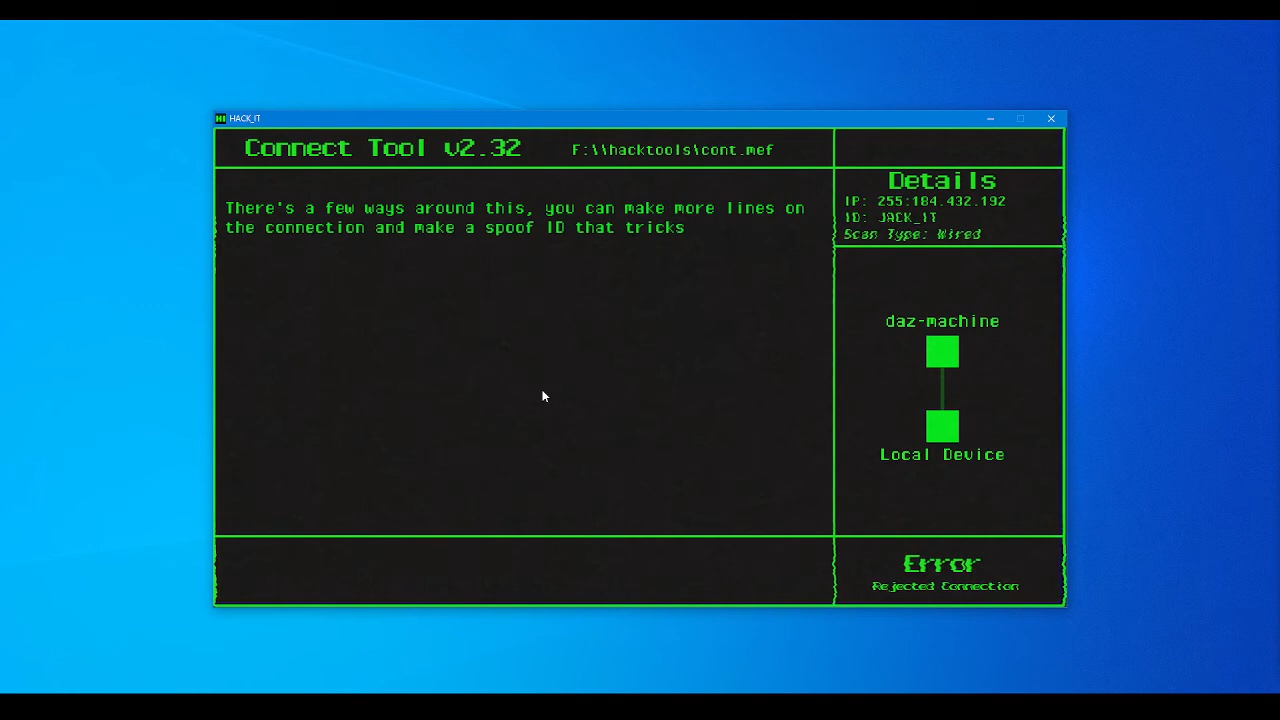 HACK_IT
Connect Tool v2.32
F:\\hacktools\cont.mef
There's a few ways around this, you can make more lines on
the connection and make a spoof ID that tricks
Details
IP: 255:184.432.192
ID: JACK_IT
Scan Type: Wired
daz-machine
Local Device
Error
Rejected Connection